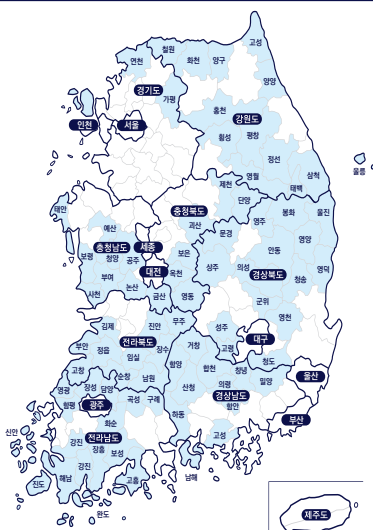 고성
철원
연천
화천
양구
양양
경기도
가평
홍천
강원도
인천
서울
횡성
평창
정선
울릉
영월
삼척
제천
태백
단양
태안
충청북도
영주
봉화
울진
예산
괴산
문경
영양
충청남도
세종
안동
보령
청양
공주
보은
상주
의성
경상북도
청송
영덕
대전
옥천
부여
논산
서천
금산
영동
군위
영천
김제
진안
무주
성주
대구
부안
전라북도
정읍
임실
장수
거창
고령
청도
고창
순창
남원
함양
합천
창녕
울산
영광
장성
담양
산청
의령
밀양
함평
광주
곡성
구례
경상남도
함안
화순
하동
부산
신안
전라남도
강진
장흥
보성
고성
강진
해남
고흥
남해
진도
완도
제주도